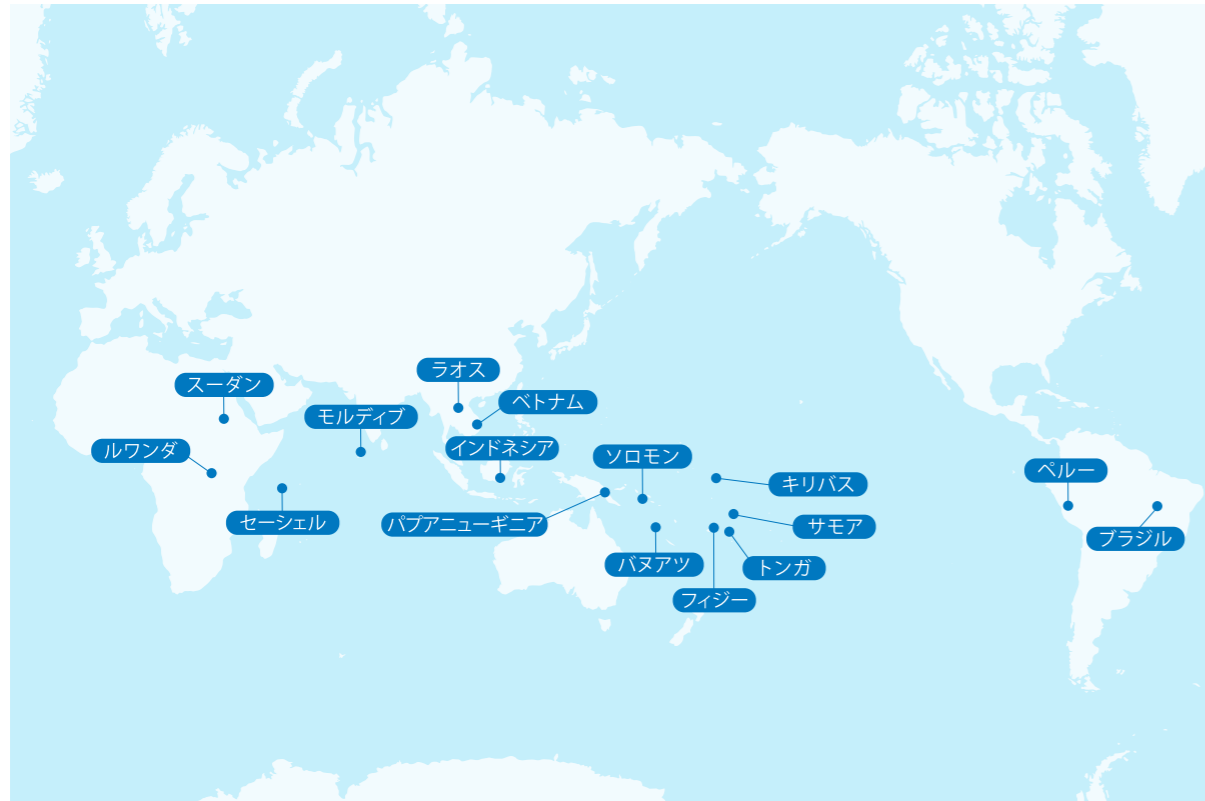 ラオス
スーダン
ベトナム
モルディブ
インドネシア
ルワンダ
ソロモン
ペルー
キリバス
セーシェル
パプアニューギニア
サモア
ブラジル
バヌアツ
トンガ
フィジー